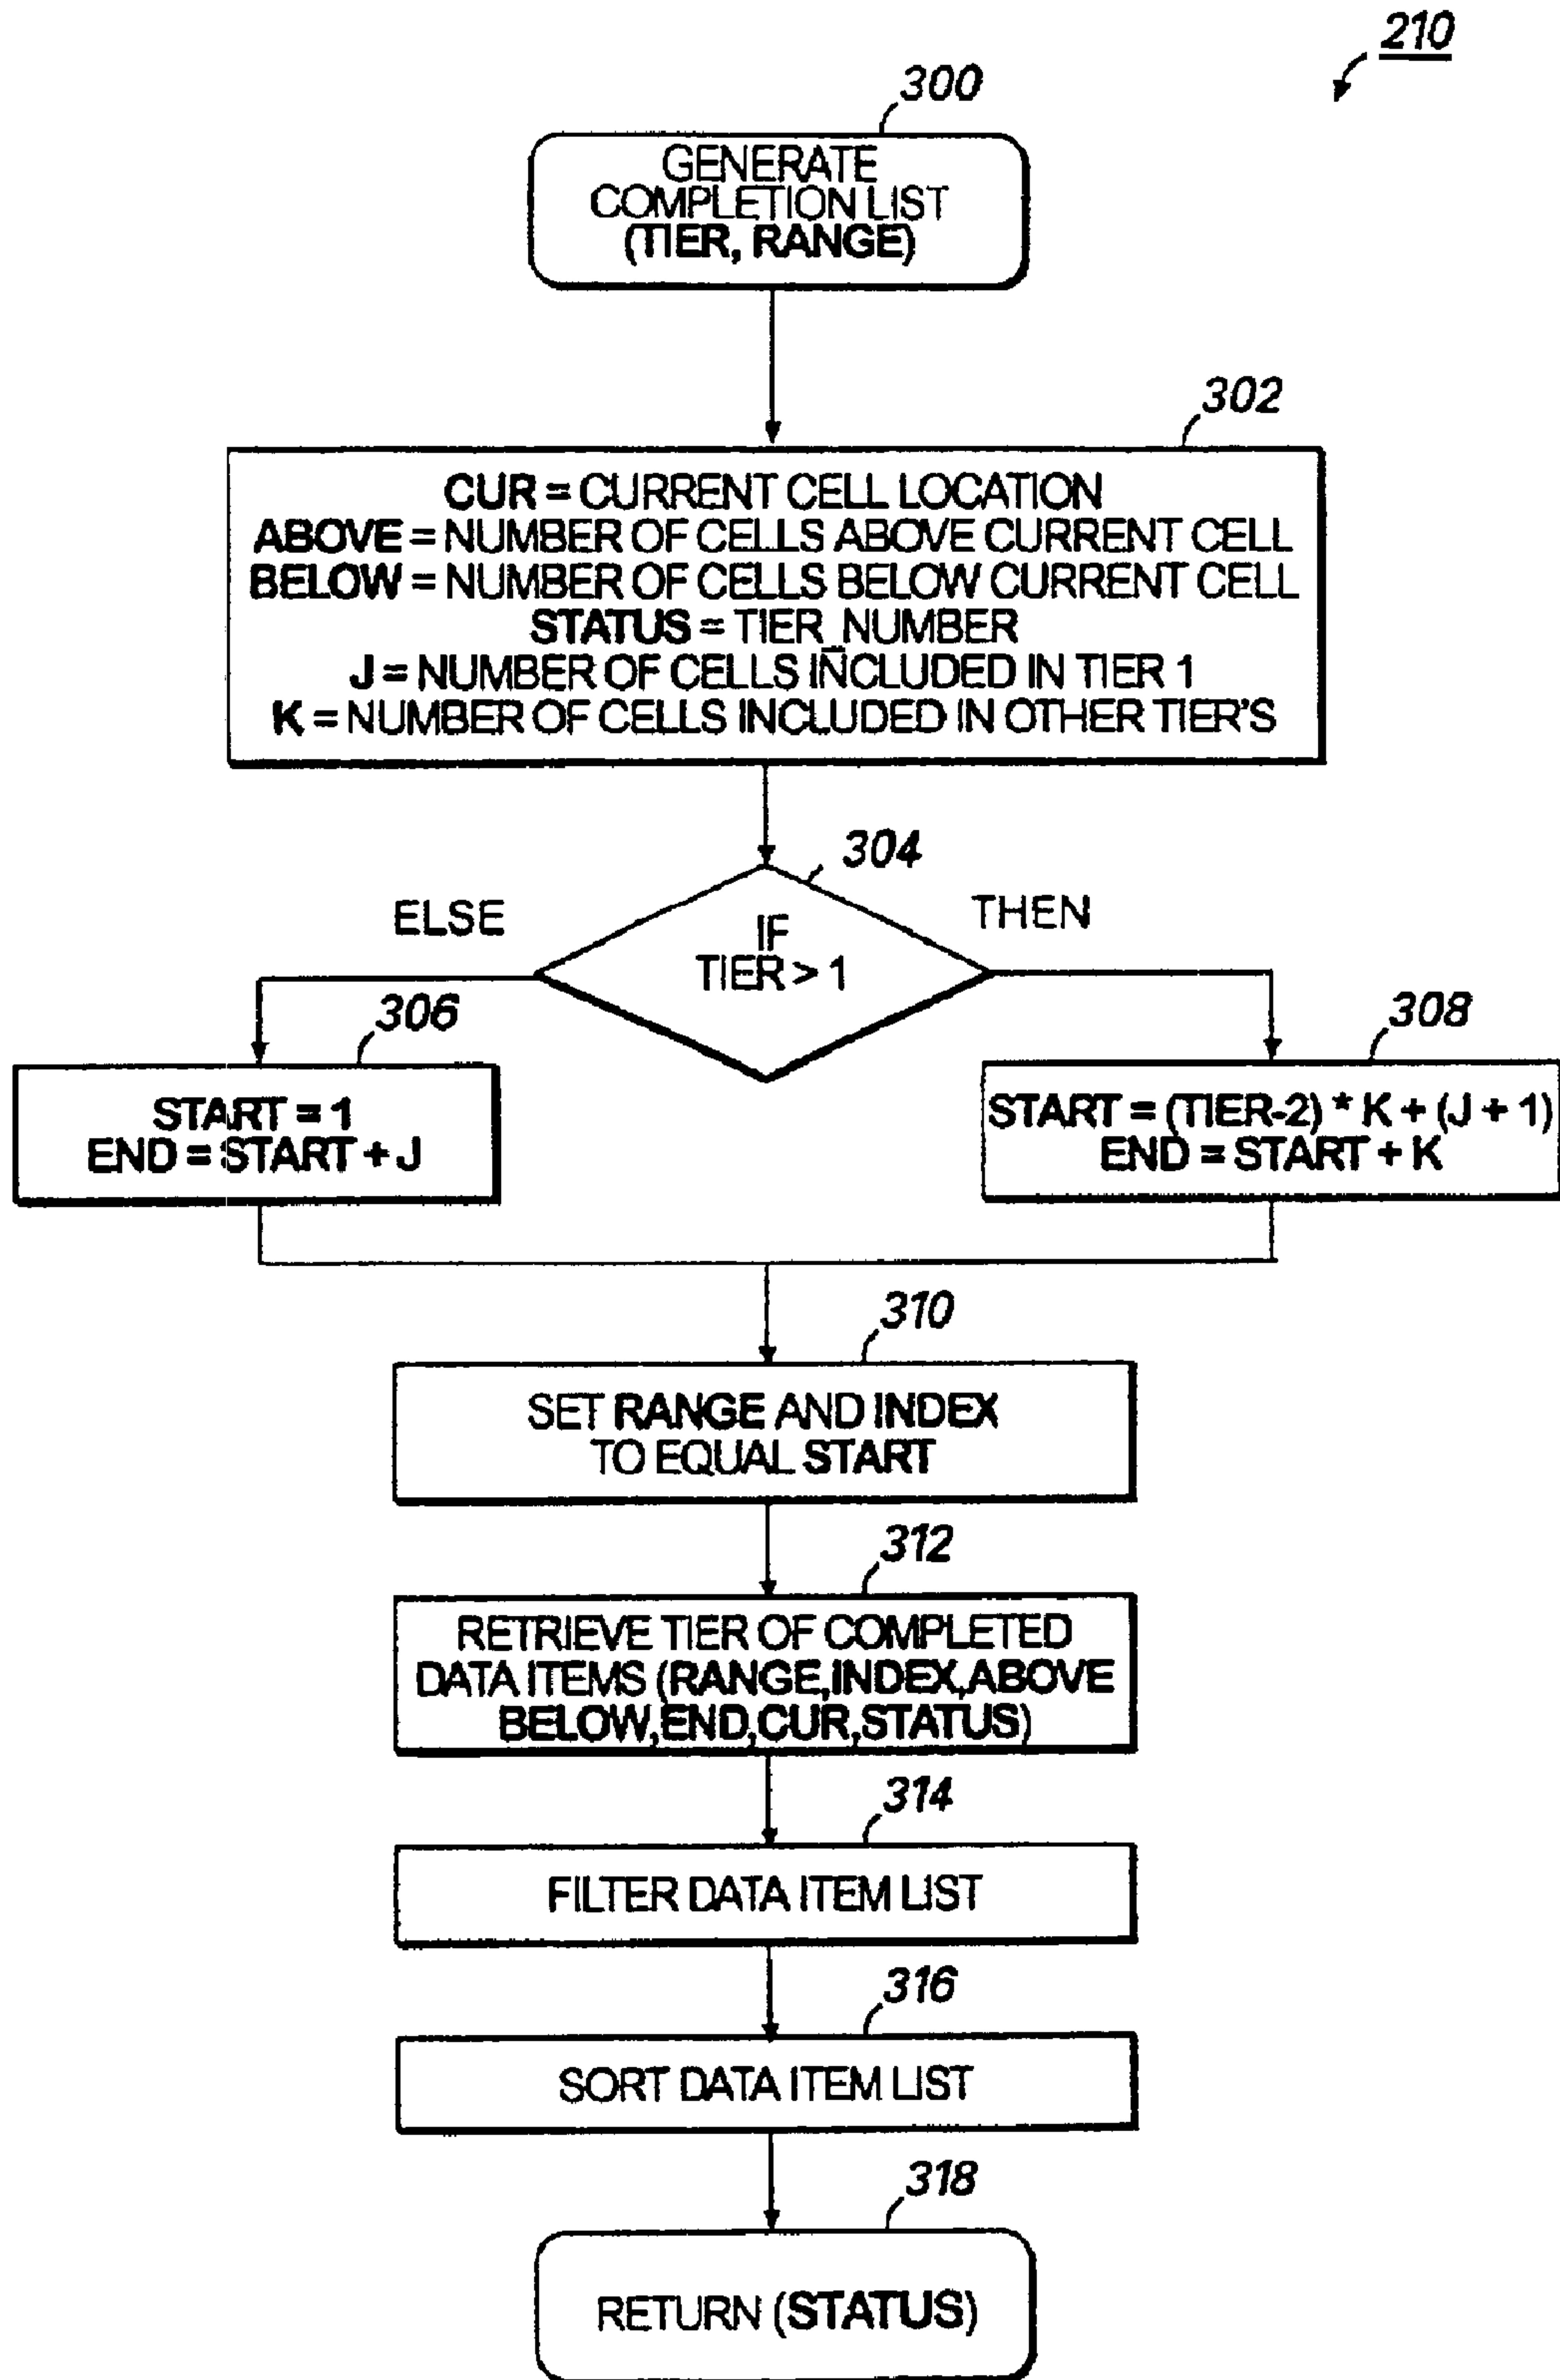 210
300
GENERATE
COMPLETION LIST
(TIER, RANGE)
302
CUR = CURRENT CELL LOCATION
ABOVE = NUMBER OF CELLS ABOVE CURRENT CELL
BELOW = NUMBER OF CELLS BELOW CURRENT CELL
STATUS = TIER_NUMBER
J = NUMBER OF CELLS INCLUDED IN TIER 1
K = NUMBER OF CELLS INCLUDED IN OTHER TIER'S
304
ELSE
IF
TIER > 1
THEN
306
START = 1
END = START + J
308
START = (TIER-2) * K + (J + 1)
END = START + K
310
SET RANGE AND INDEX
TO EQUAL START
312
RETRIEVE TIER OF COMPLETED
DATA ITEMS (RANGE,INDEX,ABOVE
BELOW,END,CUR,STATUS)
314
FILTER DATA ITEM LIST
316
SORT DATA ITEM LIST
318
RETURN (STATUS)